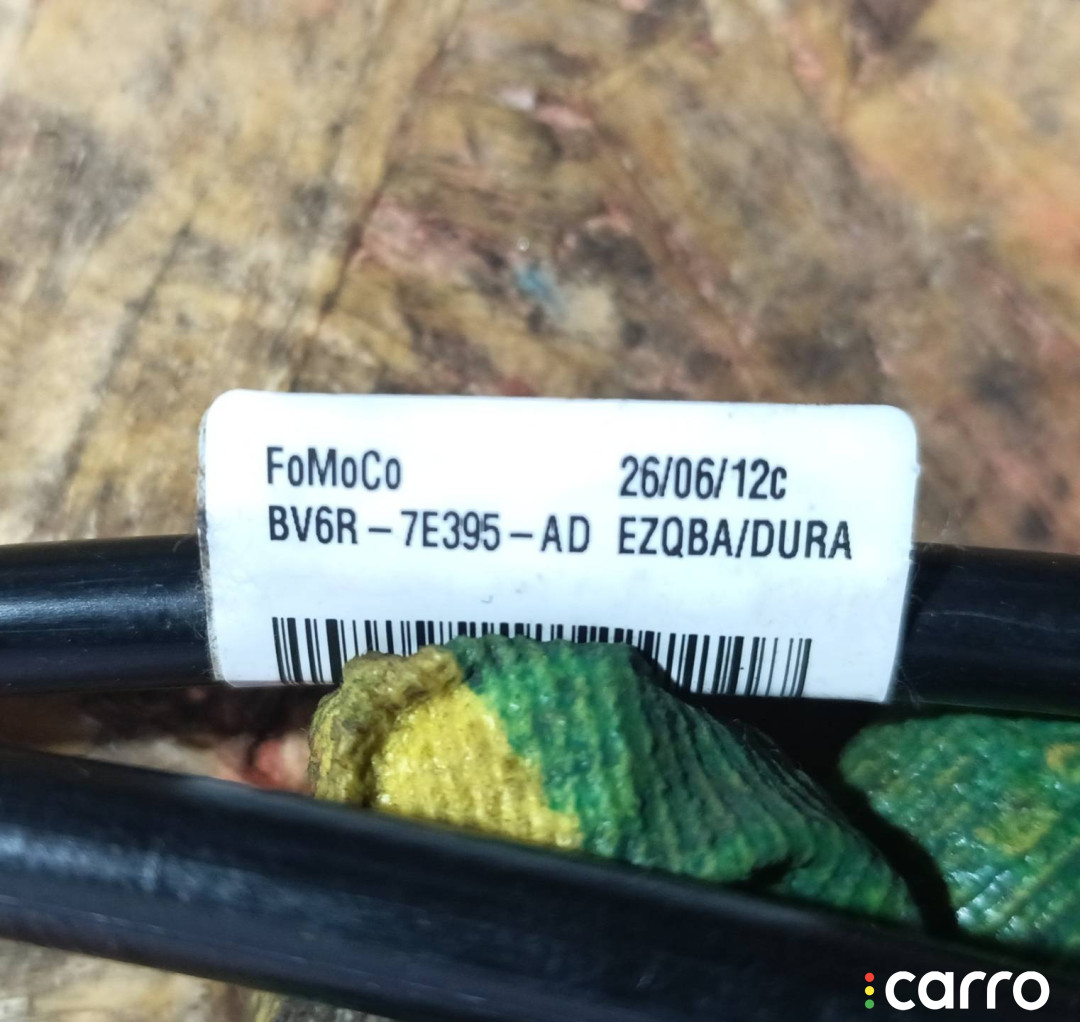 FoMoCo 26/06/12c
BV6R-7E395-AD EZQBA/DURA
carro